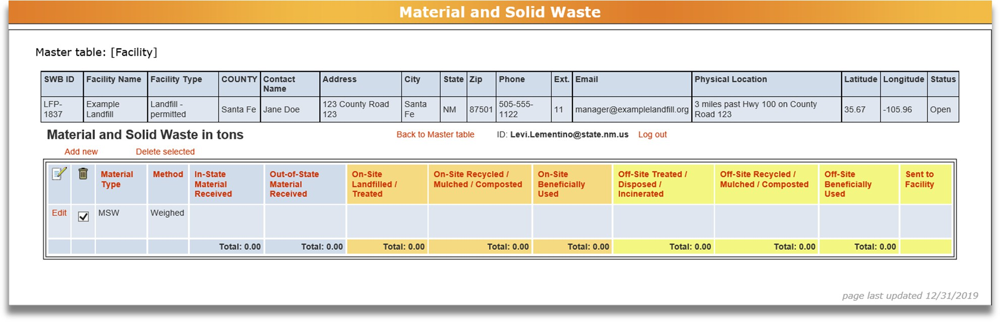 Material and Solid Waste
Master table: [Facility]
SWB ID Facility Name Facility Type COUNTY Contact Name Address City State Zip Phone Ext. Email Physical Location Latitude Longitude Status
LFP-1837 Example Landfill Landfill - permitted Santa Fe Jane Doe 123 County Road 123 Santa Fe NM 87501 505-555-1122 11 manager@examplelandfill.org 3 miles past Hwy 100 on County Road 123 35.67 -105.96 Open
Material and Solid Waste in tons Back to Master table ID: Levi.Lementino@state.nm.us Log out
Add new Delete selected
Material Type Method In-State Material Received Out-of-State Material Received On-Site Landfilled / Treated On-Site Recycled / Mulched / Composted On-Site Beneficially Used Off-Site Treated / Disposed / Incinerated Off-Site Recycled / Mulched / Composted Off-Site Beneficially Used Sent to Facility
Edit MSW Weighed
Total: 0.00 Total: 0.00 Total: 0.00 Total: 0.00 Total: 0.00 Total: 0.00 Total: 0.00 Total: 0.00
page last updated 12/31/2019